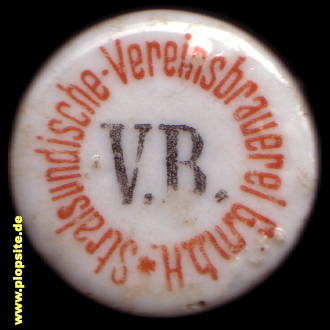 Stralsundische-Vereinsbrauerei GmbH.*
V.B.
www.plopsite.de